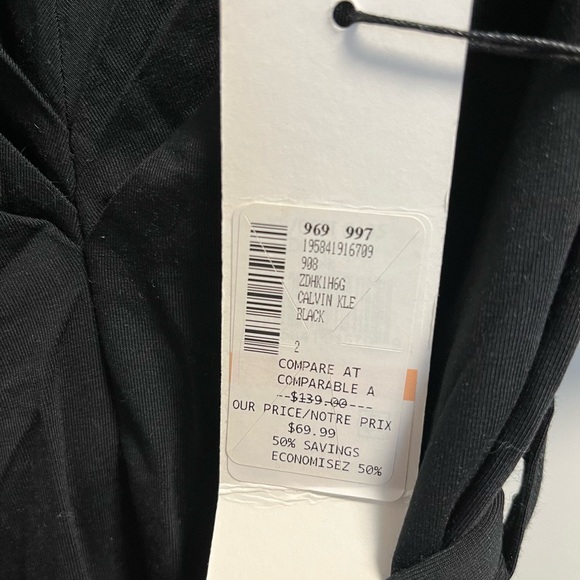 969 997
195841916709
908
ZDHK1H6G
CALVIN KLE
BLACK
2
COMPARE AT
COMPARABLE A
--$139.00---
OUR PRICE/NOTRE PRIX
$69.99
50% SAVINGS
ECONOMISEZ 50%